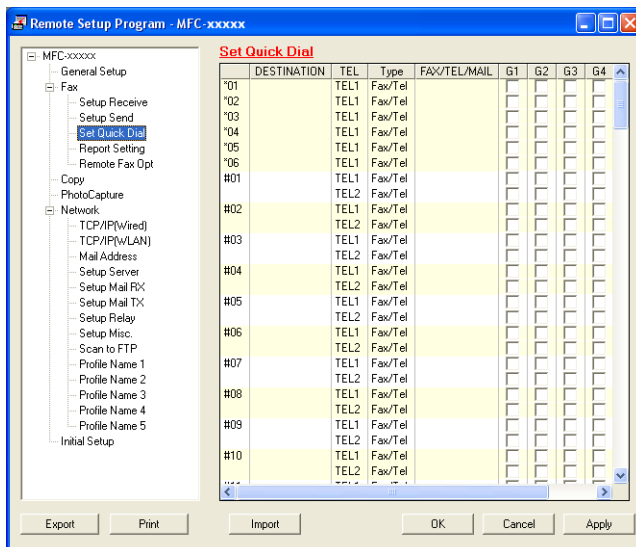 Remote Setup Program - MFC-xxxxx
MFC-xxxxx
General Setup
Fax
Setup Receive
Setup Send
Set Quick Dial
Report Setting
Remote Fax Opt
Copy
PhotoCapture
Network
TCP/IP(Wired)
TCP/IP(WLAN)
Mail Address
Setup Server
Setup Mail RX
Setup Mail TX
Setup Relay
Setup Misc.
Scan to FTP
Profile Name 1
Profile Name 2
Profile Name 3
Profile Name 4
Profile Name 5
Initial Setup
Set Quick Dial
DESTINATION TEL Type FAX/TEL/MAIL G1 G2 G3 G4
*01 TEL1 Fax/Tel
*02 TEL1 Fax/Tel
*03 TEL1 Fax/Tel
*04 TEL1 Fax/Tel
*05 TEL1 Fax/Tel
*06 TEL1 Fax/Tel
#01 TEL1 Fax/Tel
TEL2 Fax/Tel
#02 TEL1 Fax/Tel
TEL2 Fax/Tel
#03 TEL1 Fax/Tel
TEL2 Fax/Tel
#04 TEL1 Fax/Tel
TEL2 Fax/Tel
#05 TEL1 Fax/Tel
TEL2 Fax/Tel
#06 TEL1 Fax/Tel
TEL2 Fax/Tel
#07 TEL1 Fax/Tel
TEL2 Fax/Tel
#08 TEL1 Fax/Tel
TEL2 Fax/Tel
#09 TEL1 Fax/Tel
TEL2 Fax/Tel
#10 TEL1 Fax/Tel
TEL2 Fax/Tel
Export Print Import OK Cancel Apply